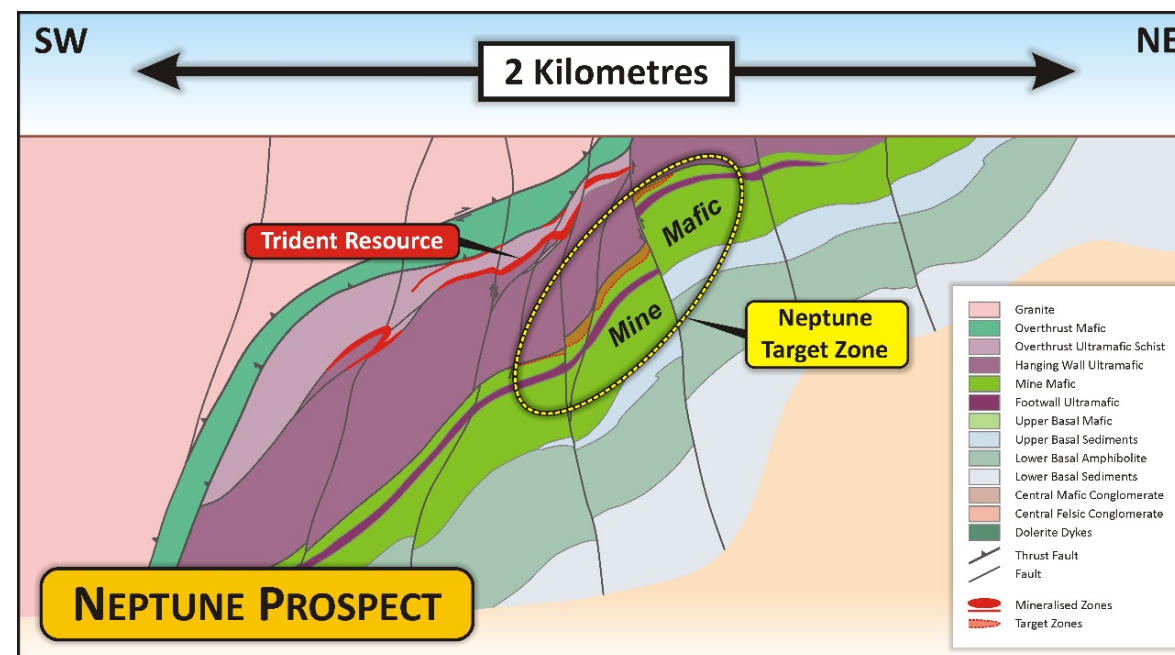 SW
NE
2 Kilometres
Trident Resource
Mafic
Mine
Neptune
Target Zone
NEPTUNE PROSPECT
Granite
Overthrust Mafic
Overthrust Ultramafic Schist
Hanging Wall Ultramafic
Mine Mafic
Footwall Ultramafic
Upper Basal Mafic
Upper Basal Sediments
Lower Basal Amphibolite
Lower Basal Sediments
Central Mafic Conglomerate
Central Felsic Conglomerate
Dolerite Dykes
Thrust Fault
Fault
Mineralised Zones
Target Zones